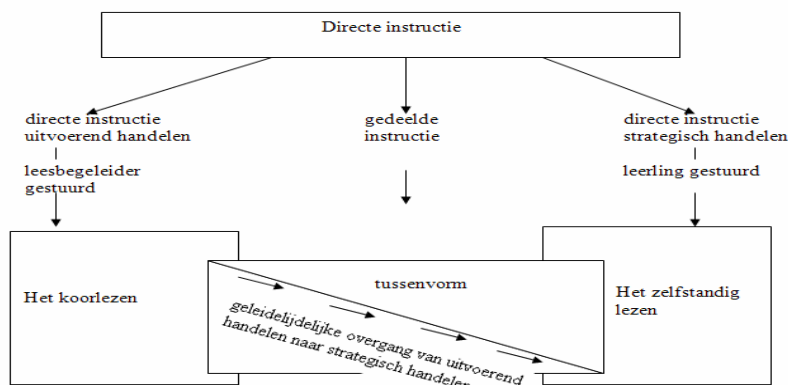 Directe instructie
directe instructie
uitvoerend handelen
gedeelde
instructie
directe instructie
strategisch handelen
leesbegeleider
gestuurd
leerling gestuurd
Het koorlezen
tussenvorm
geleidelijdelijke overgang van uitvoerend
handelen naar strategisch handelen
Het zelfstandig
lezen